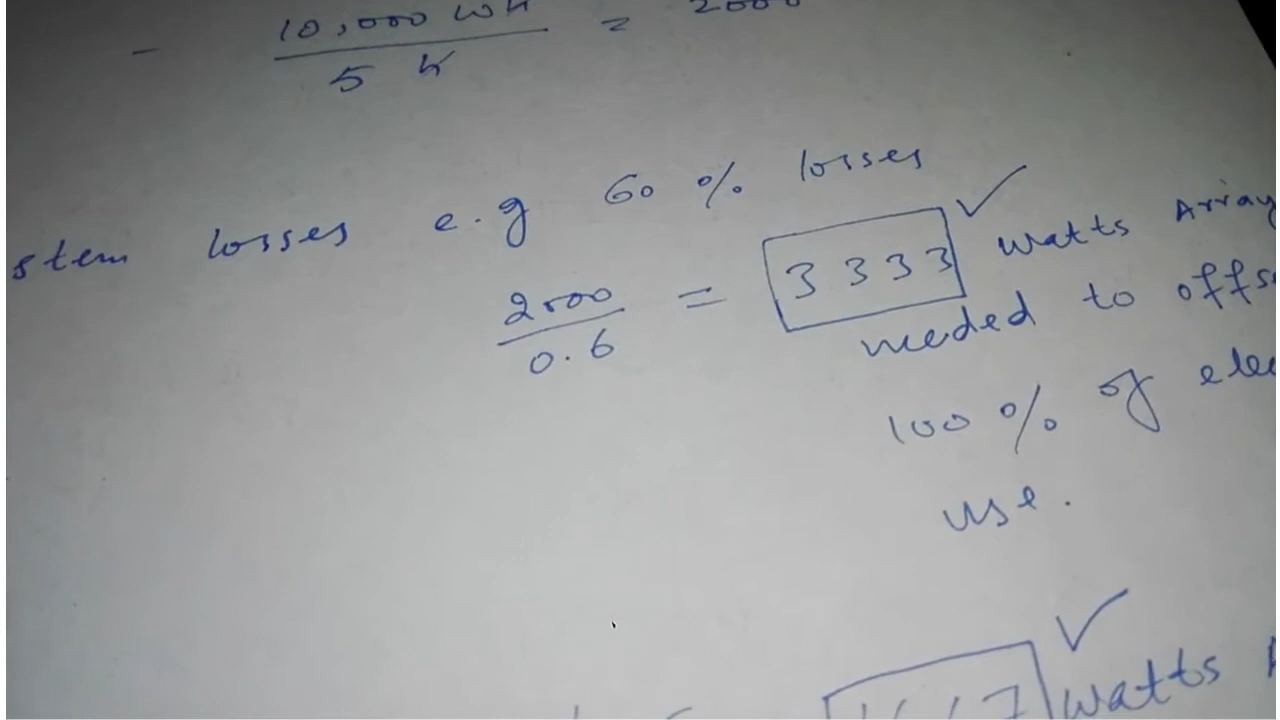 - 10,000 WH = 2000
5 h
stem losses e.g 60 % losses
2000 = 3333 watts Array
0.6
needed to offs
100 % of elec
use.
watts